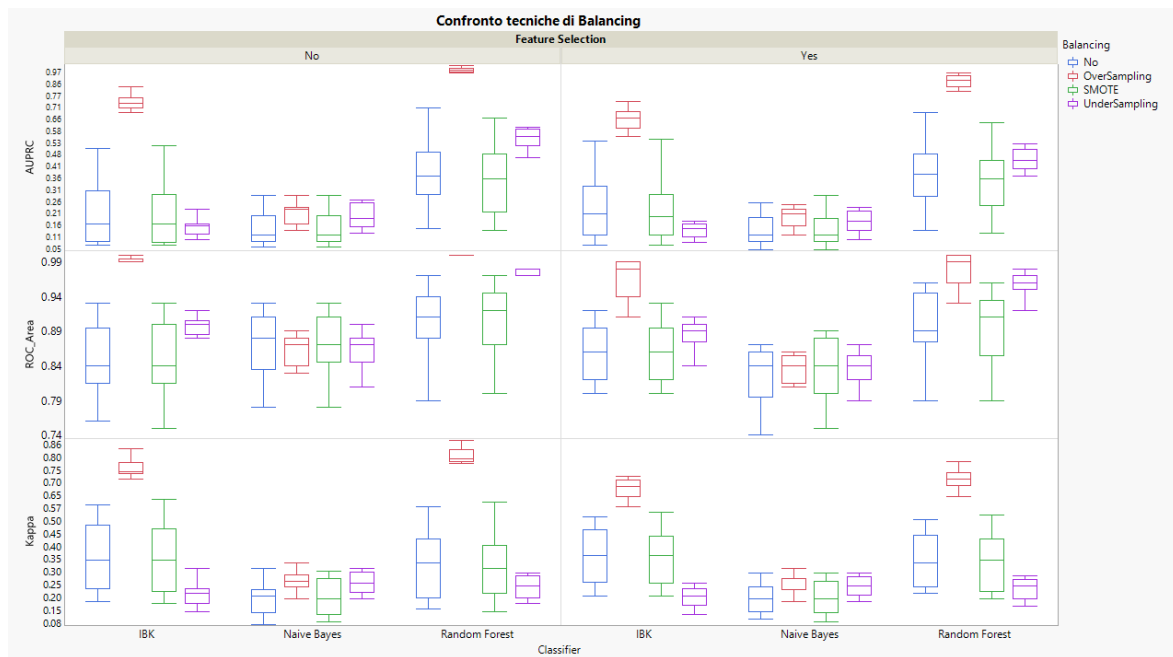 Confronto tecniche di Balancing
Feature Selection
No
Yes
Balancing
No
OverSampling
SMOTE
UnderSampling
AUPRC
0.97
0.86
0.77
0.71
0.66
0.58
0.53
0.48
0.41
0.36
0.31
0.26
0.21
0.16
0.11
0.05
ROC_Area
0.99
0.94
0.89
0.84
0.79
0.74
Kappa
0.86
0.80
0.75
0.70
0.65
0.57
0.50
0.45
0.40
0.35
0.30
0.25
0.20
0.15
0.08
IBK
Naive Bayes
Random Forest
IBK
Naive Bayes
Random Forest
Classifier